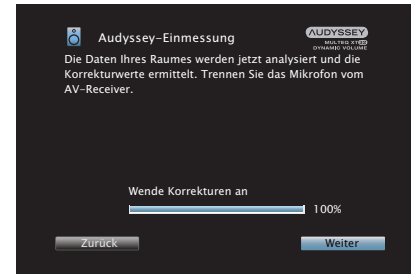 Audyssey-Einmessung
AUDYSSEY
MULTEQ XT32
DYNAMIC VOLUME
Die Daten Ihres Raumes werden jetzt analysiert und die
Korrekturwerte ermittelt. Trennen Sie das Mikrofon vom
AV-Receiver.
Wende Korrekturen an
100%
Zurück
Weiter